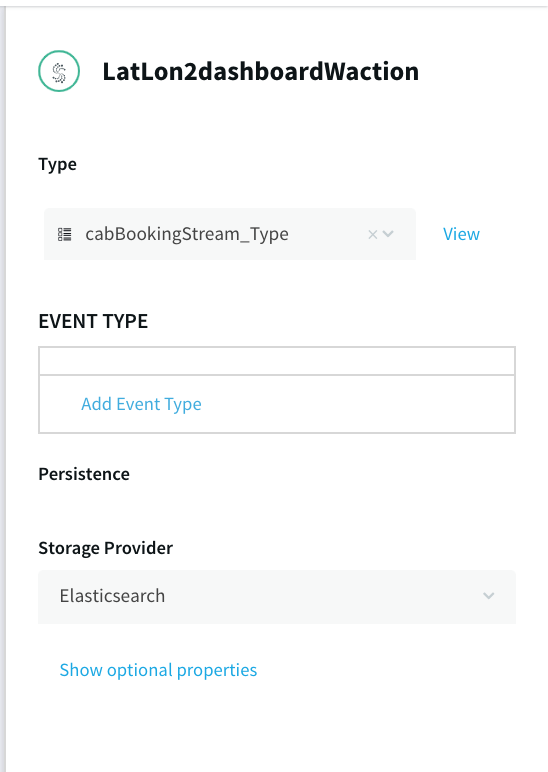 LatLon2dashboardWaction
Type
cabBookingStream_Type
View
EVENT TYPE
Add Event Type
Persistence
Storage Provider
Elasticsearch
Show optional properties